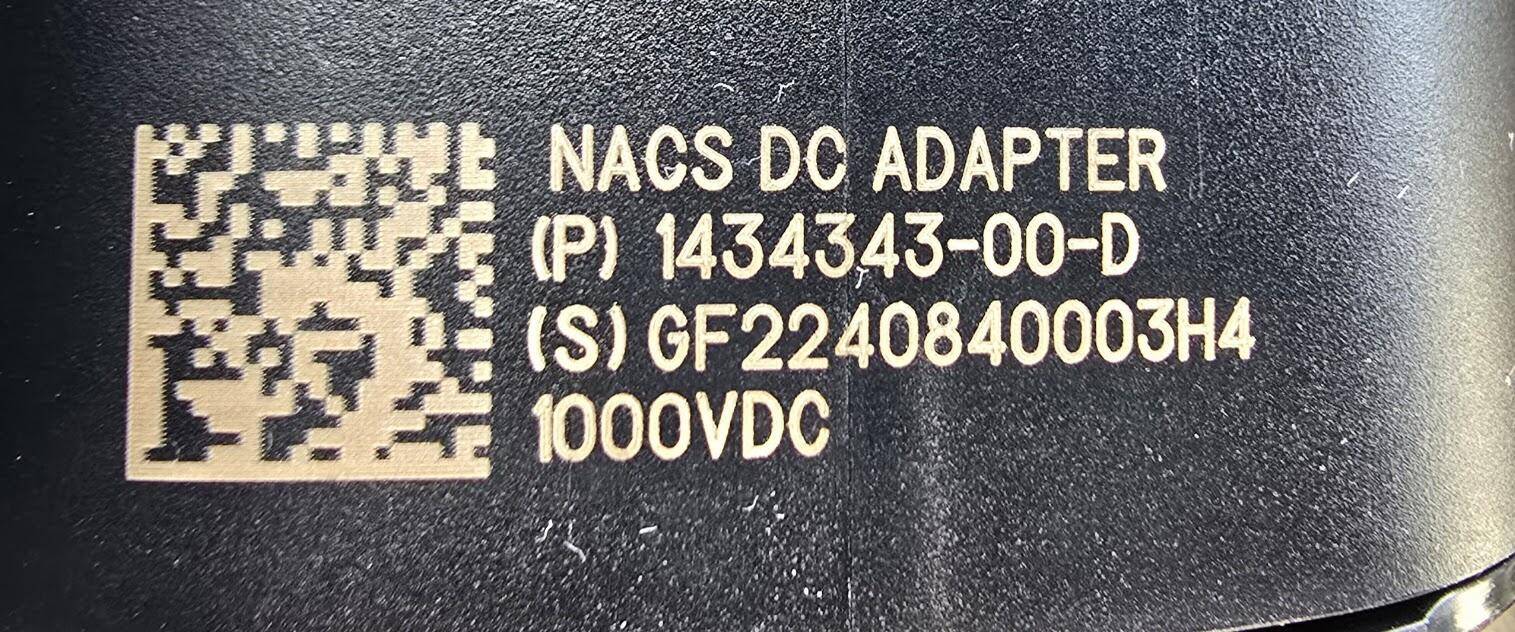 NACS DC ADAPTER
(P) 1434343-00-D
(S) GF2240840003H4
1000VDC